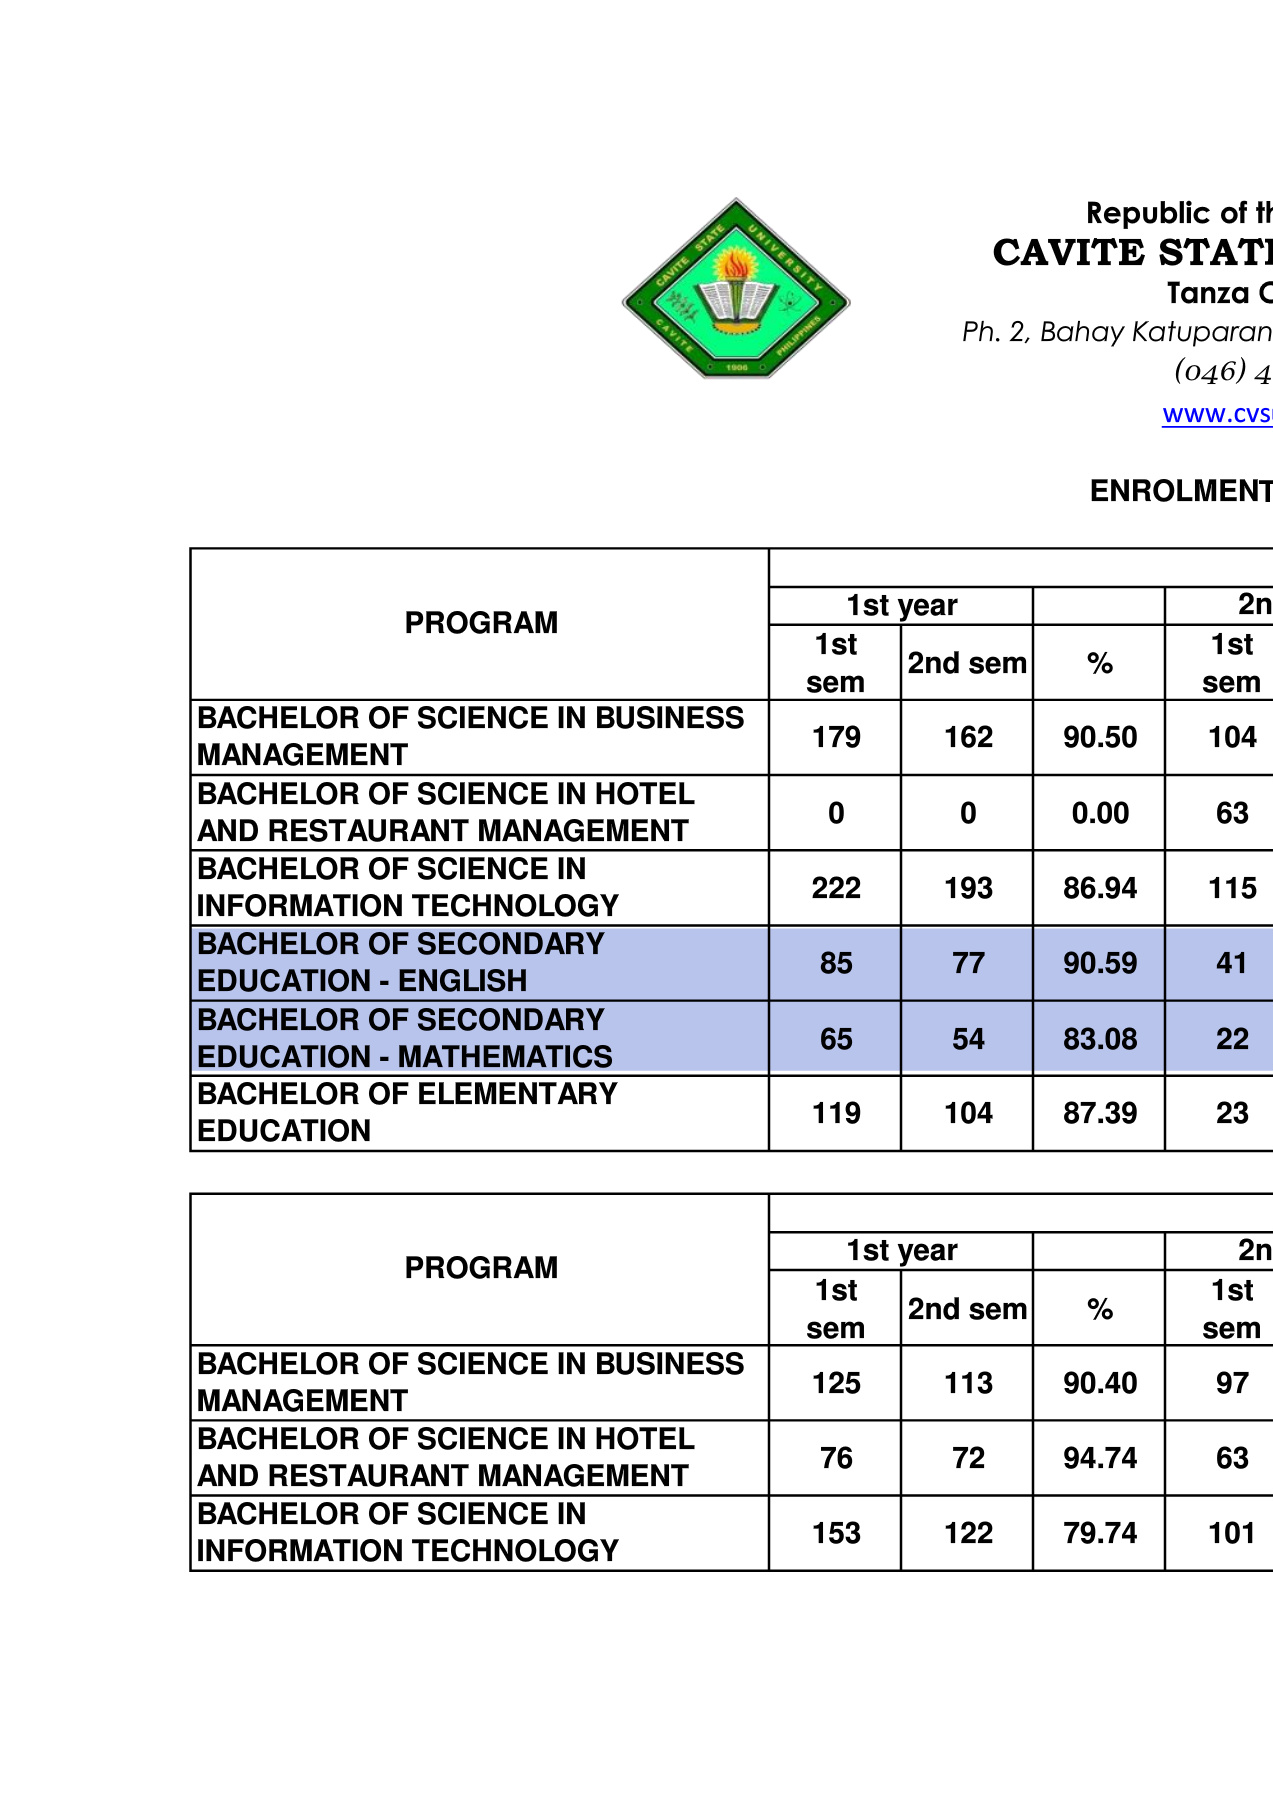 CAVITE STATE UNIVERSITY
CAVITE
PHILIPPINES
1906
Republic of th
CAVITE STATE
Tanza C
Ph. 2, Bahay Katuparan
(046) 4
www.cvs
ENROLMENT
PROGRAM
1st year
2n
1st sem
2nd sem
%
1st sem
BACHELOR OF SCIENCE IN BUSINESS
MANAGEMENT
179 162 90.50 104
BACHELOR OF SCIENCE IN HOTEL
AND RESTAURANT MANAGEMENT
0 0 0.00 63
BACHELOR OF SCIENCE IN
INFORMATION TECHNOLOGY
222 193 86.94 115
BACHELOR OF SECONDARY
EDUCATION - ENGLISH
85 77 90.59 41
BACHELOR OF SECONDARY
EDUCATION - MATHEMATICS
65 54 83.08 22
BACHELOR OF ELEMENTARY
EDUCATION
119 104 87.39 23
PROGRAM
1st year
2n
1st sem
2nd sem
%
1st sem
BACHELOR OF SCIENCE IN BUSINESS
MANAGEMENT
125 113 90.40 97
BACHELOR OF SCIENCE IN HOTEL
AND RESTAURANT MANAGEMENT
76 72 94.74 63
BACHELOR OF SCIENCE IN
INFORMATION TECHNOLOGY
153 122 79.74 101